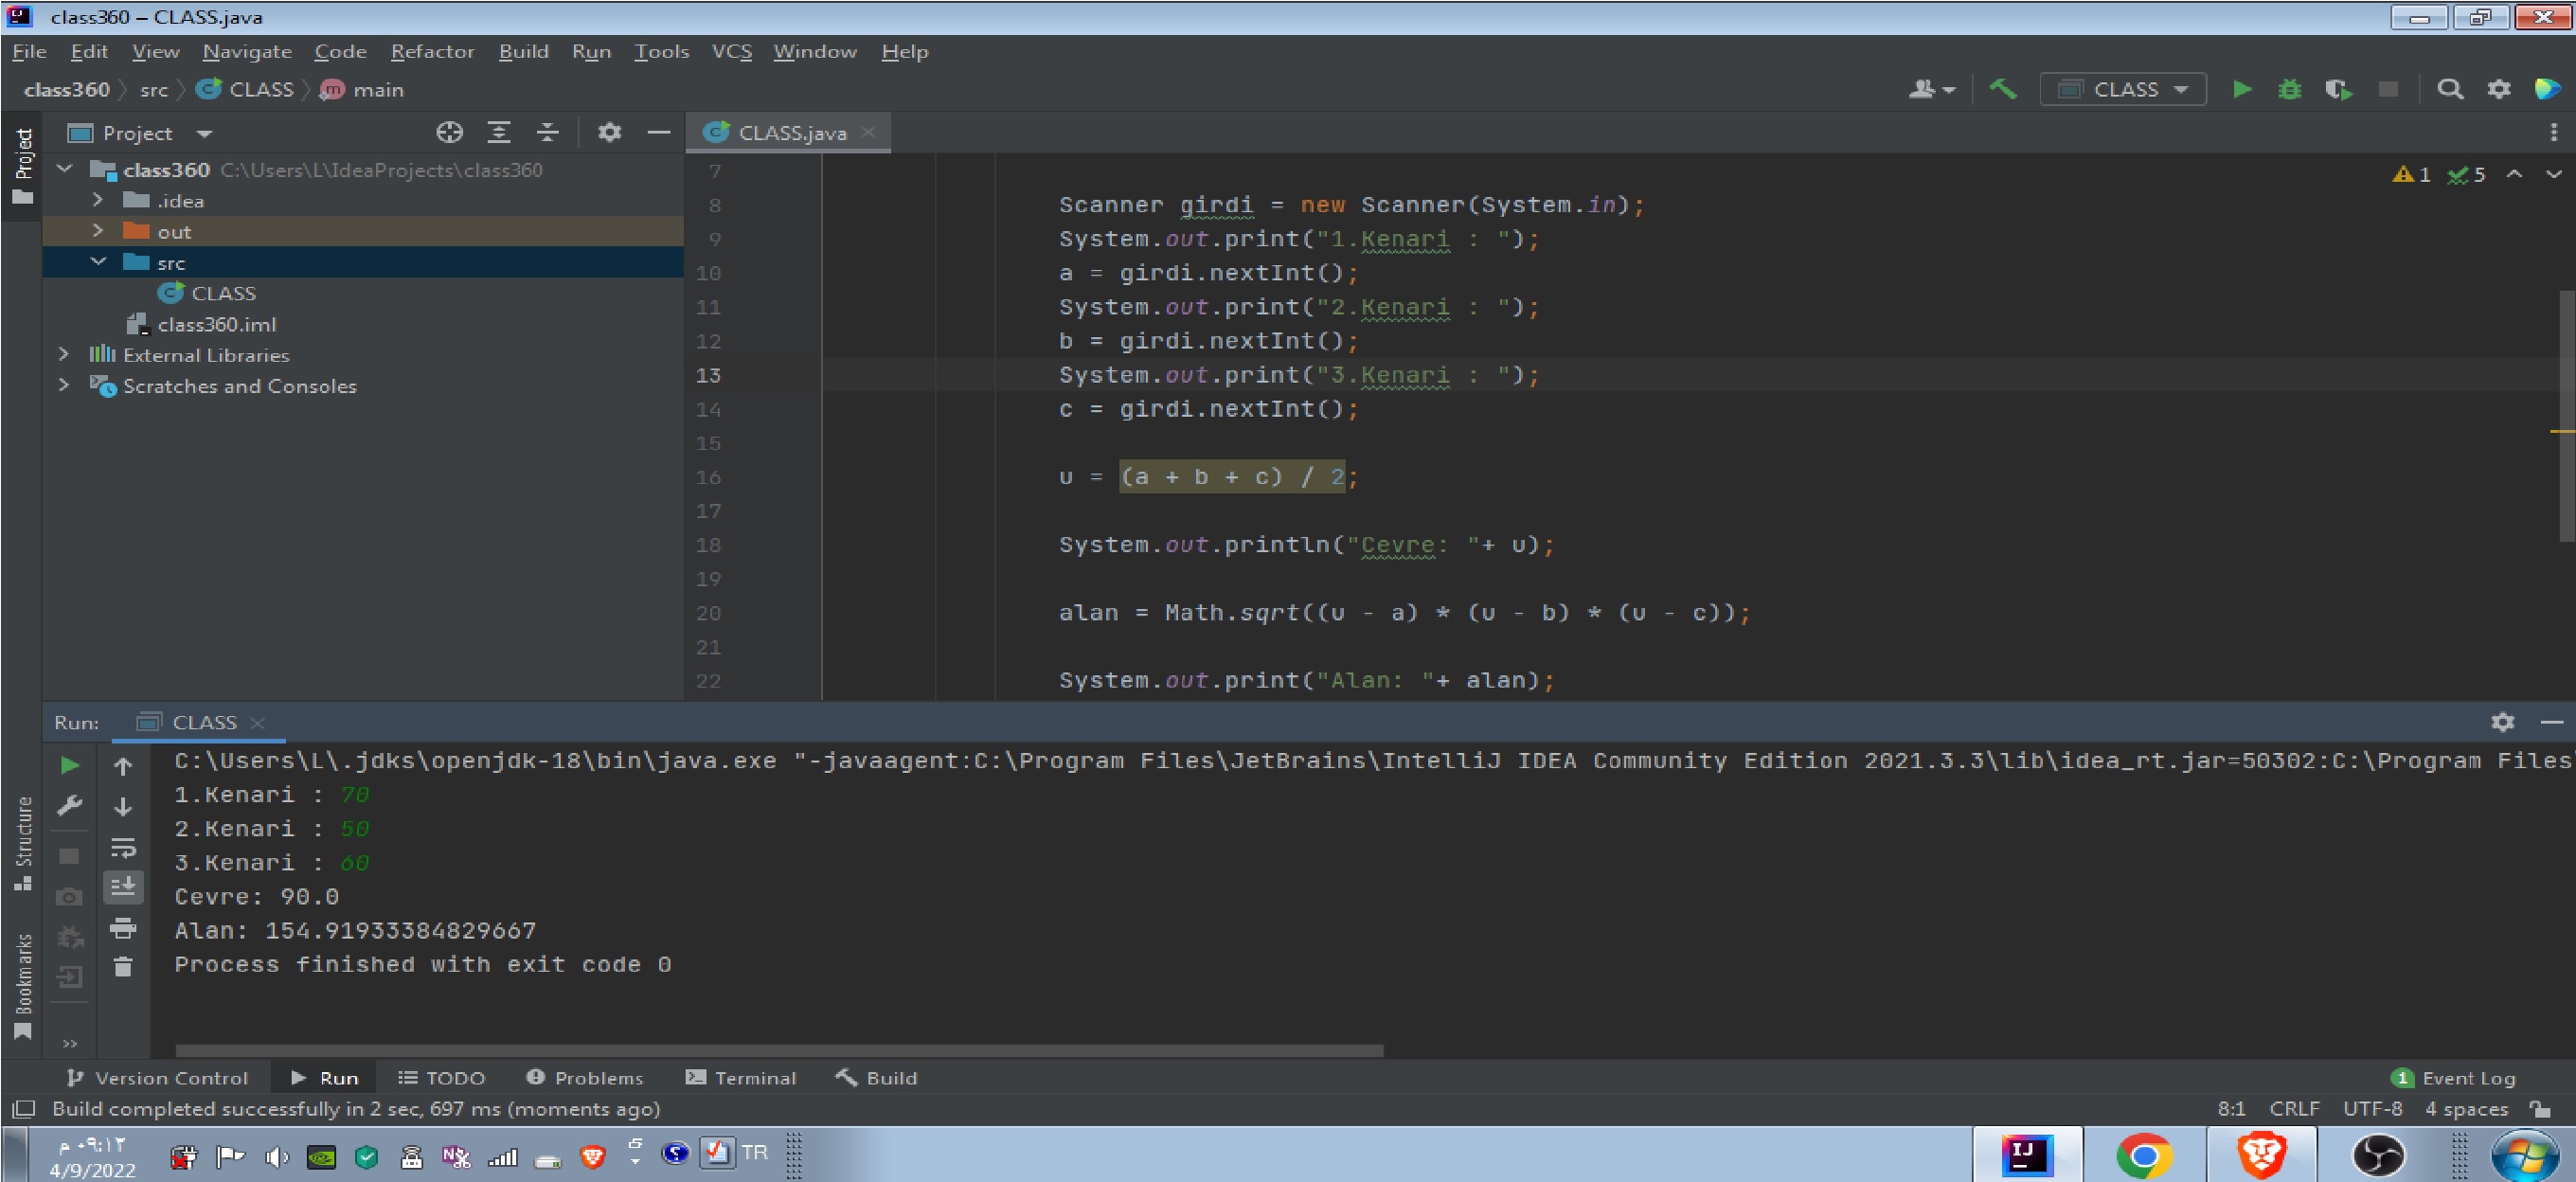 class360 – CLASS.java
File Edit View Navigate Code Refactor Build Run Tools VCS Window Help
class360 src CLASS main
CLASS
Project
Project
CLASS.java
class360 C:\Users\L\IdeaProjects\class360
.idea
out
src
CLASS
class360.iml
External Libraries
Scratches and Consoles
1 5
7
8 Scanner girdi = new Scanner(System.in);
9 System.out.print("1.Kenari : ");
10 a = girdi.nextInt();
11 System.out.print("2.Kenari : ");
12 b = girdi.nextInt();
13 System.out.print("3.Kenari : ");
14 c = girdi.nextInt();
15
16 u = (a + b + c) / 2;
17
18 System.out.println("Cevre: "+ u);
19
20 alan = Math.sqrt((u - a) * (u - b) * (u - c));
21
22 System.out.print("Alan: "+ alan);
Run: CLASS
C:\Users\L\.jdks\openjdk-18\bin\java.exe "-javaagent:C:\Program Files\JetBrains\IntelliJ IDEA Community Edition 2021.3.3\lib\idea_rt.jar=50302:C:\Program Files
1.Kenari : 70
2.Kenari : 50
3.Kenari : 60
Cevre: 90.0
Alan: 154.91933384829667
Process finished with exit code 0
Structure
Bookmarks
Version Control Run TODO Problems Terminal Build
1 Event Log
Build completed successfully in 2 sec, 697 ms (moments ago)
8:1 CRLF UTF-8 4 spaces
٠٩:١٣ م
4/9/2022
TR